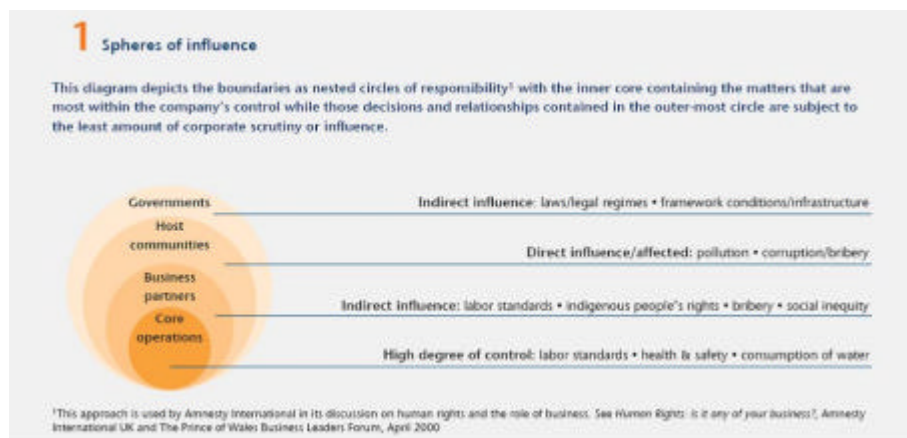 1 Spheres of influence
This diagram depicts the boundaries as nested circles of responsibility¹ with the inner core containing the matters that are
most within the company's control while those decisions and relationships contained in the outer-most circle are subject to
the least amount of corporate scrutiny or influence.
Governments
Indirect influence: laws/legal regimes • framework conditions/infrastructure
Host
communities
Direct influence/affected: pollution • corruption/bribery
Business
partners
Indirect influence: labor standards • indigenous people's rights • bribery • social inequity
Core
operations
High degree of control: labor standards • health & safety • consumption of water
¹This approach is used by Amnesty International in its discussion on human rights and the role of business. See Human Rights: is it any of your business?, Amnesty
International UK and The Prince of Wales Business Leaders Forum, April 2000